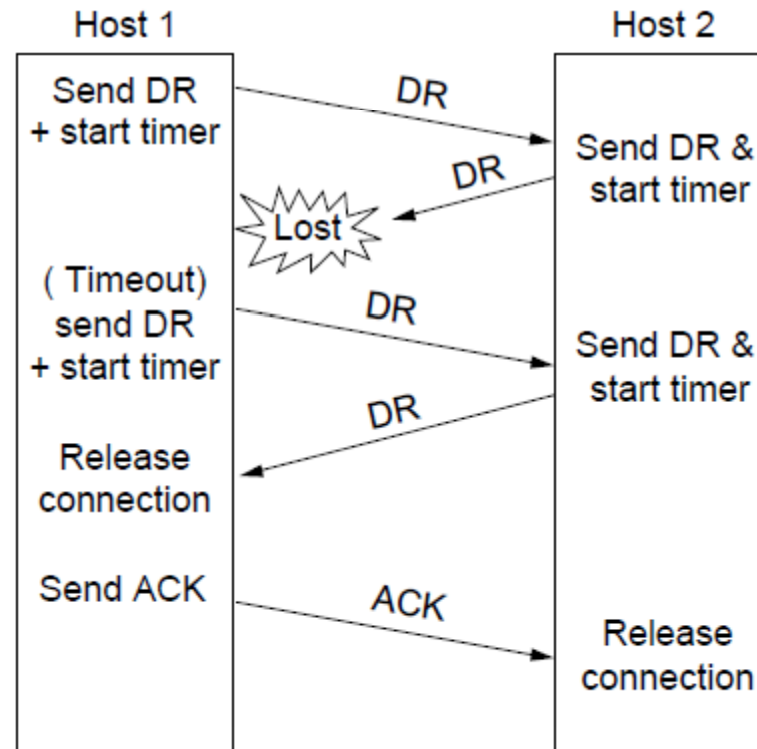 Host 1
Host 2
Send DR
+ start timer
DR
Send DR &
start timer
DR
Lost
( Timeout)
send DR
+ start timer
DR
Send DR &
start timer
DR
Release
connection
Send ACK
ACK
Release
connection